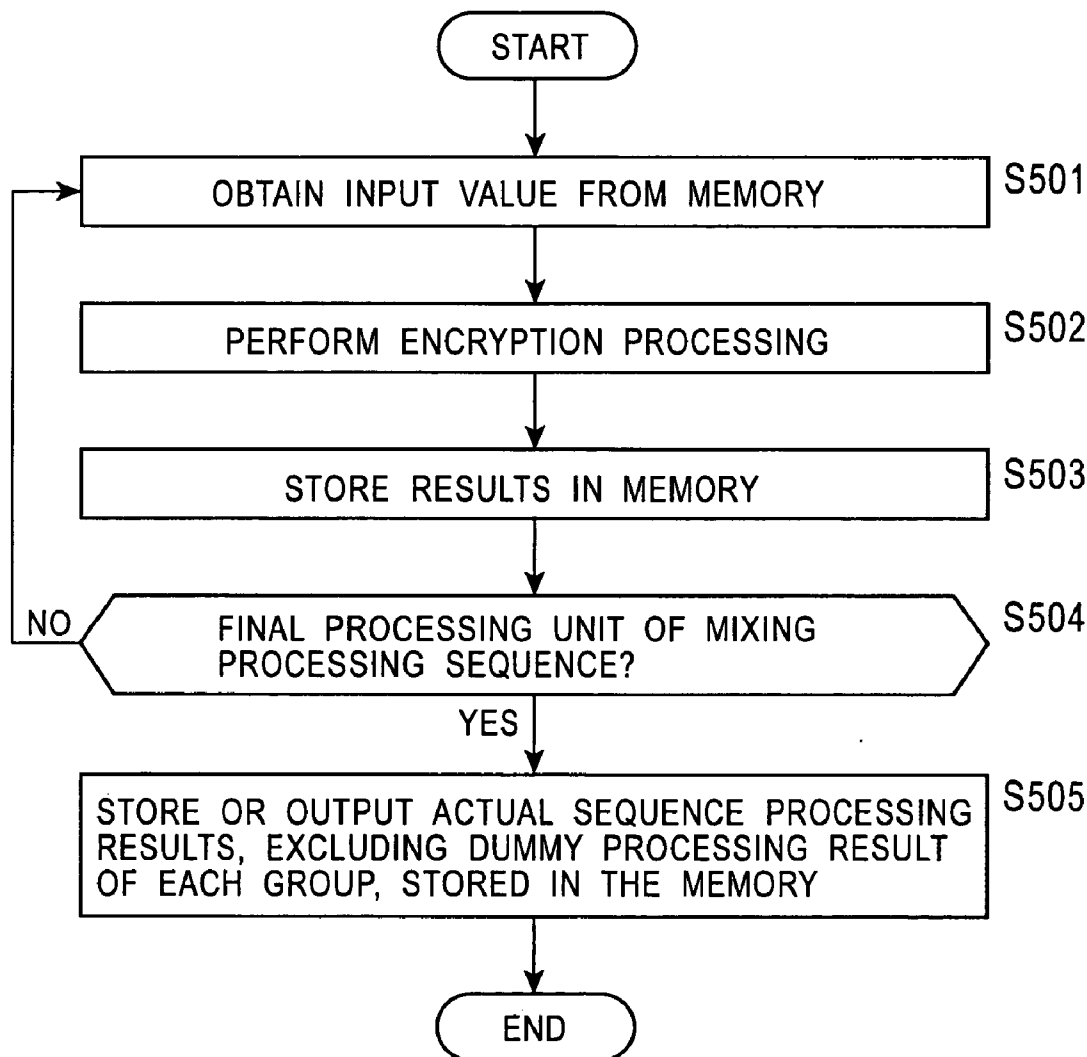 START
OBTAIN INPUT VALUE FROM MEMORY
S501
PERFORM ENCRYPTION PROCESSING
S502
STORE RESULTS IN MEMORY
S503
FINAL PROCESSING UNIT OF MIXING
PROCESSING SEQUENCE?
S504
NO
YES
STORE OR OUTPUT ACTUAL SEQUENCE PROCESSING
RESULTS, EXCLUDING DUMMY PROCESSING RESULT
OF EACH GROUP, STORED IN THE MEMORY
S505
END